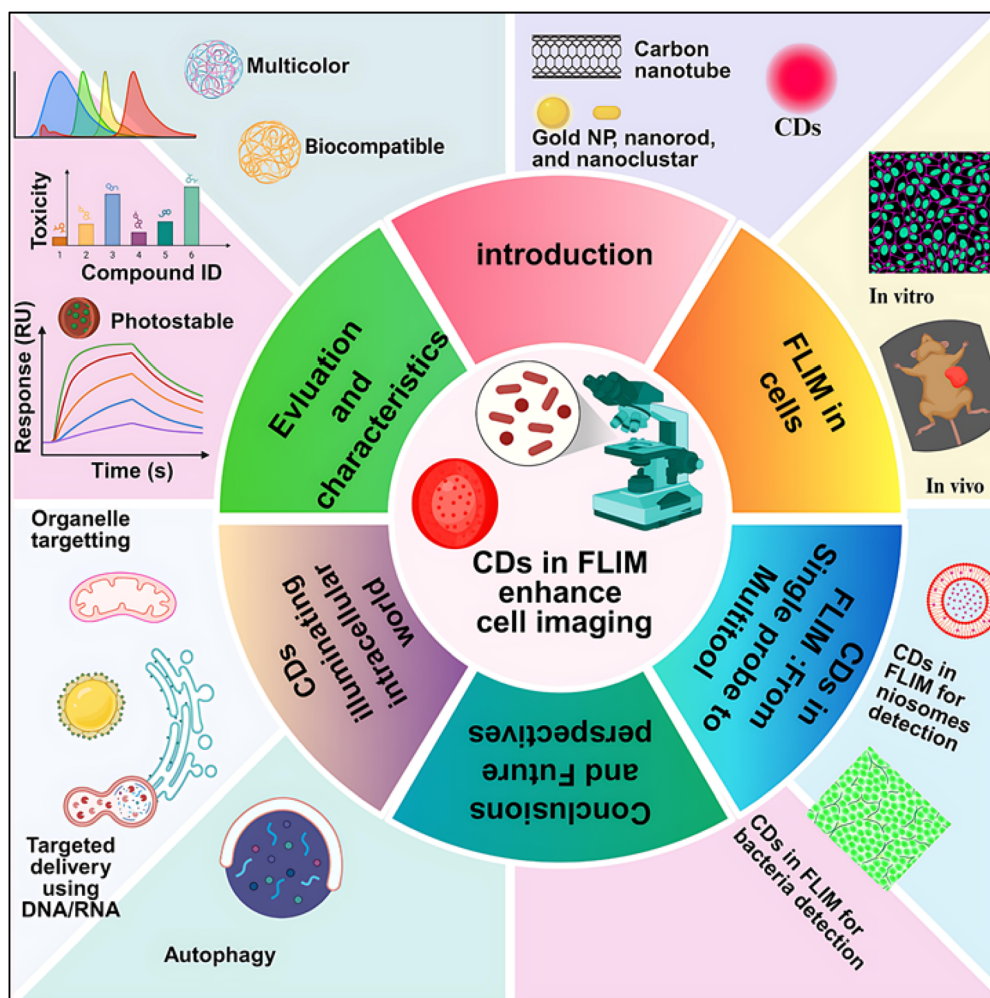 Multicolor
Biocompatible
Carbon
nanotube
CDs
Gold NP, nanorod,
and nanoclustar
Toxicity
1 2 3 4 5 6
Compound ID
Photostable
Response (RU)
Time (s)
In vitro
In vivo
introduction
FLIM in
cells
Evluation
and
characteristics
CDs in FLIM
enhance
cell imaging
CDs in
FLIM :From
Single probe to
Multitool
CDs
illuminating
intracellular
world
Conclusions
and Future
perspectives
Organelle
targetting
Targeted
delivery
using
DNA/RNA
Autophagy
CDs in
FLIM for
niosomes
detection
CDs in FLIM for
bacteria detection